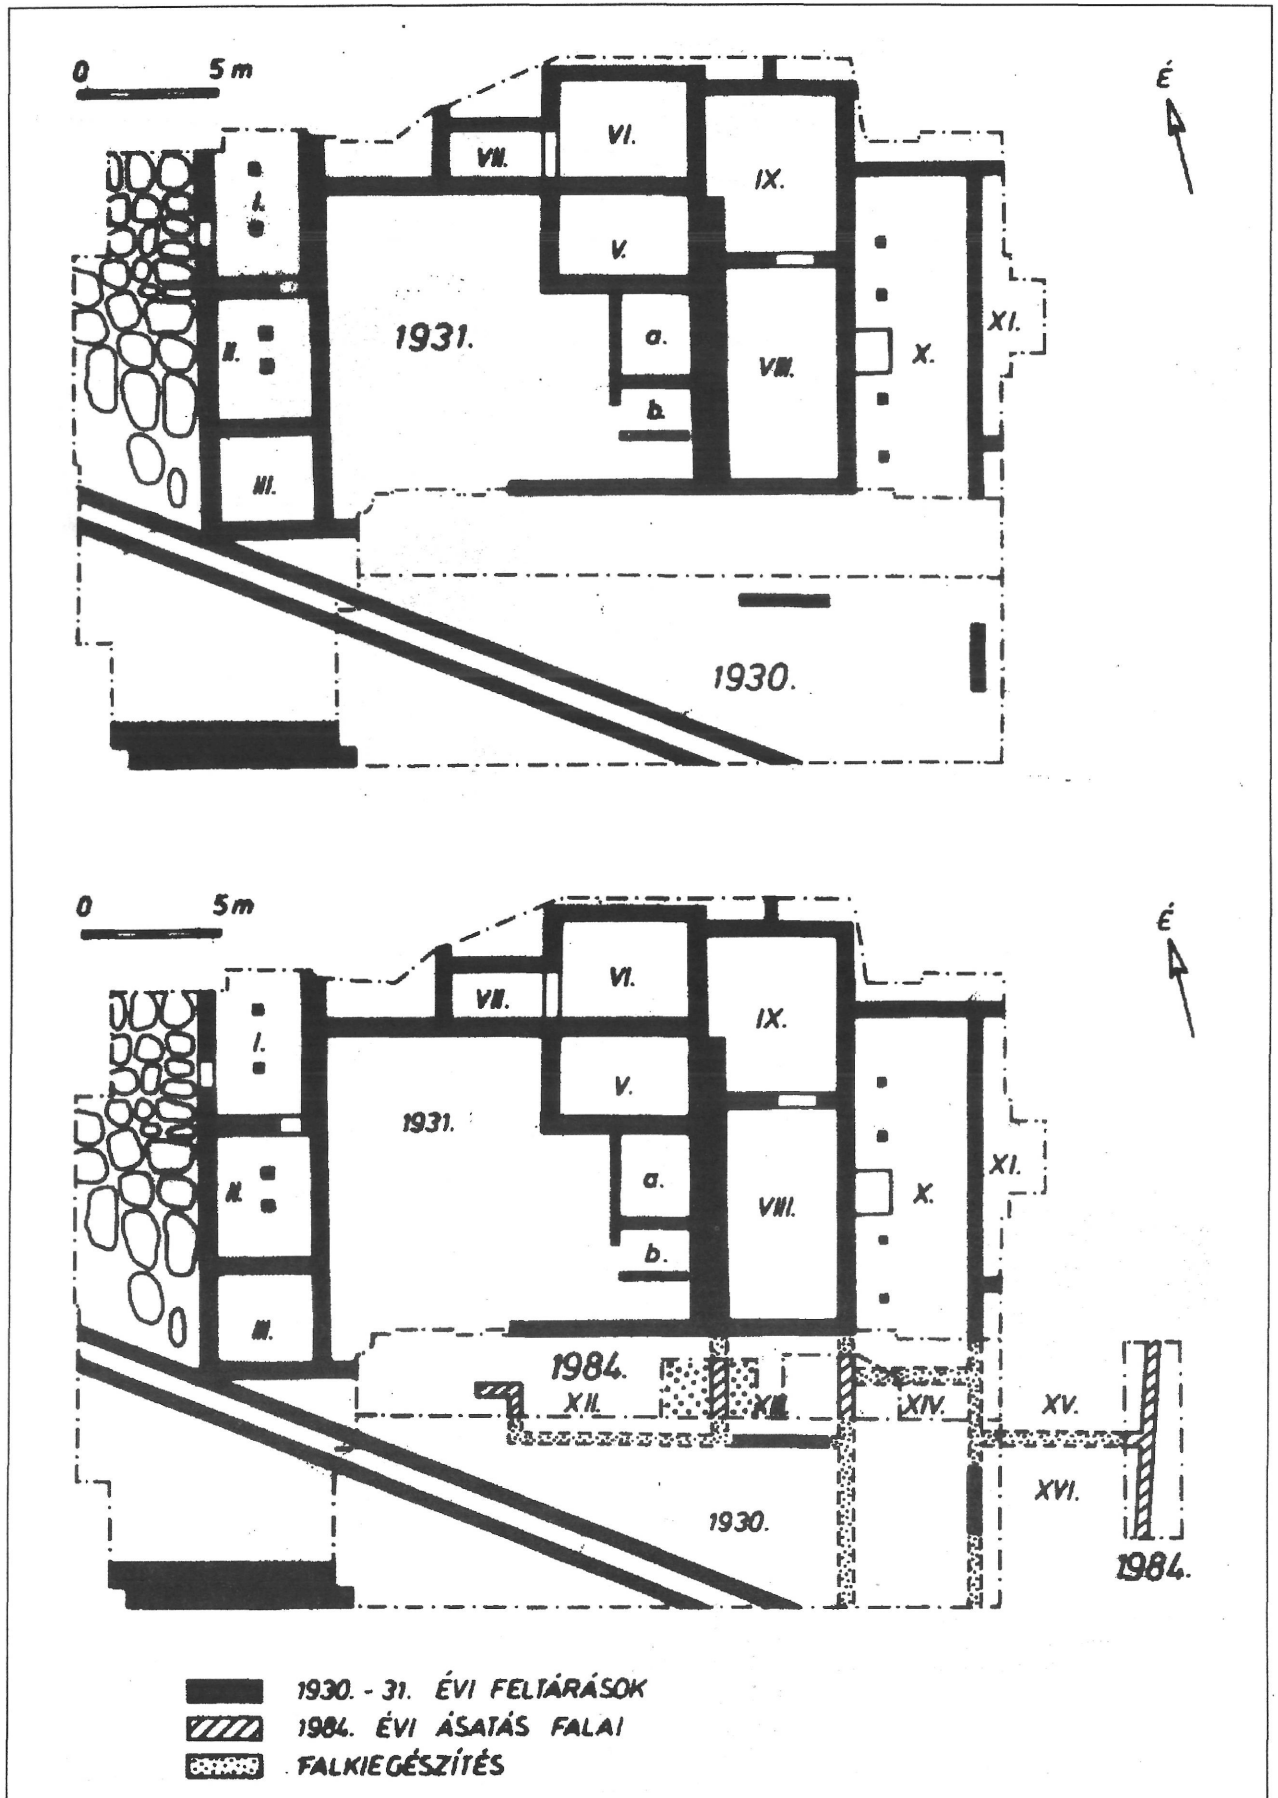 0 5 m
É
VI.
VII.
IX.
I.
V.
1931.
XI.
II.
a.
VIII.
X.
b.
III.
1930.
0 5 m
É
VI.
VII.
IX.
I.
V.
1931.
XI.
II.
a.
VIII.
X.
b.
III.
1984.
XII.
XIII.
XIV.
XV.
1930.
XVI.
1984.
1930. - 31. ÉVI FELTÁRÁSOK
1984. ÉVI ÁSATÁS FALAI
FALKIEGÉSZÍTÉS